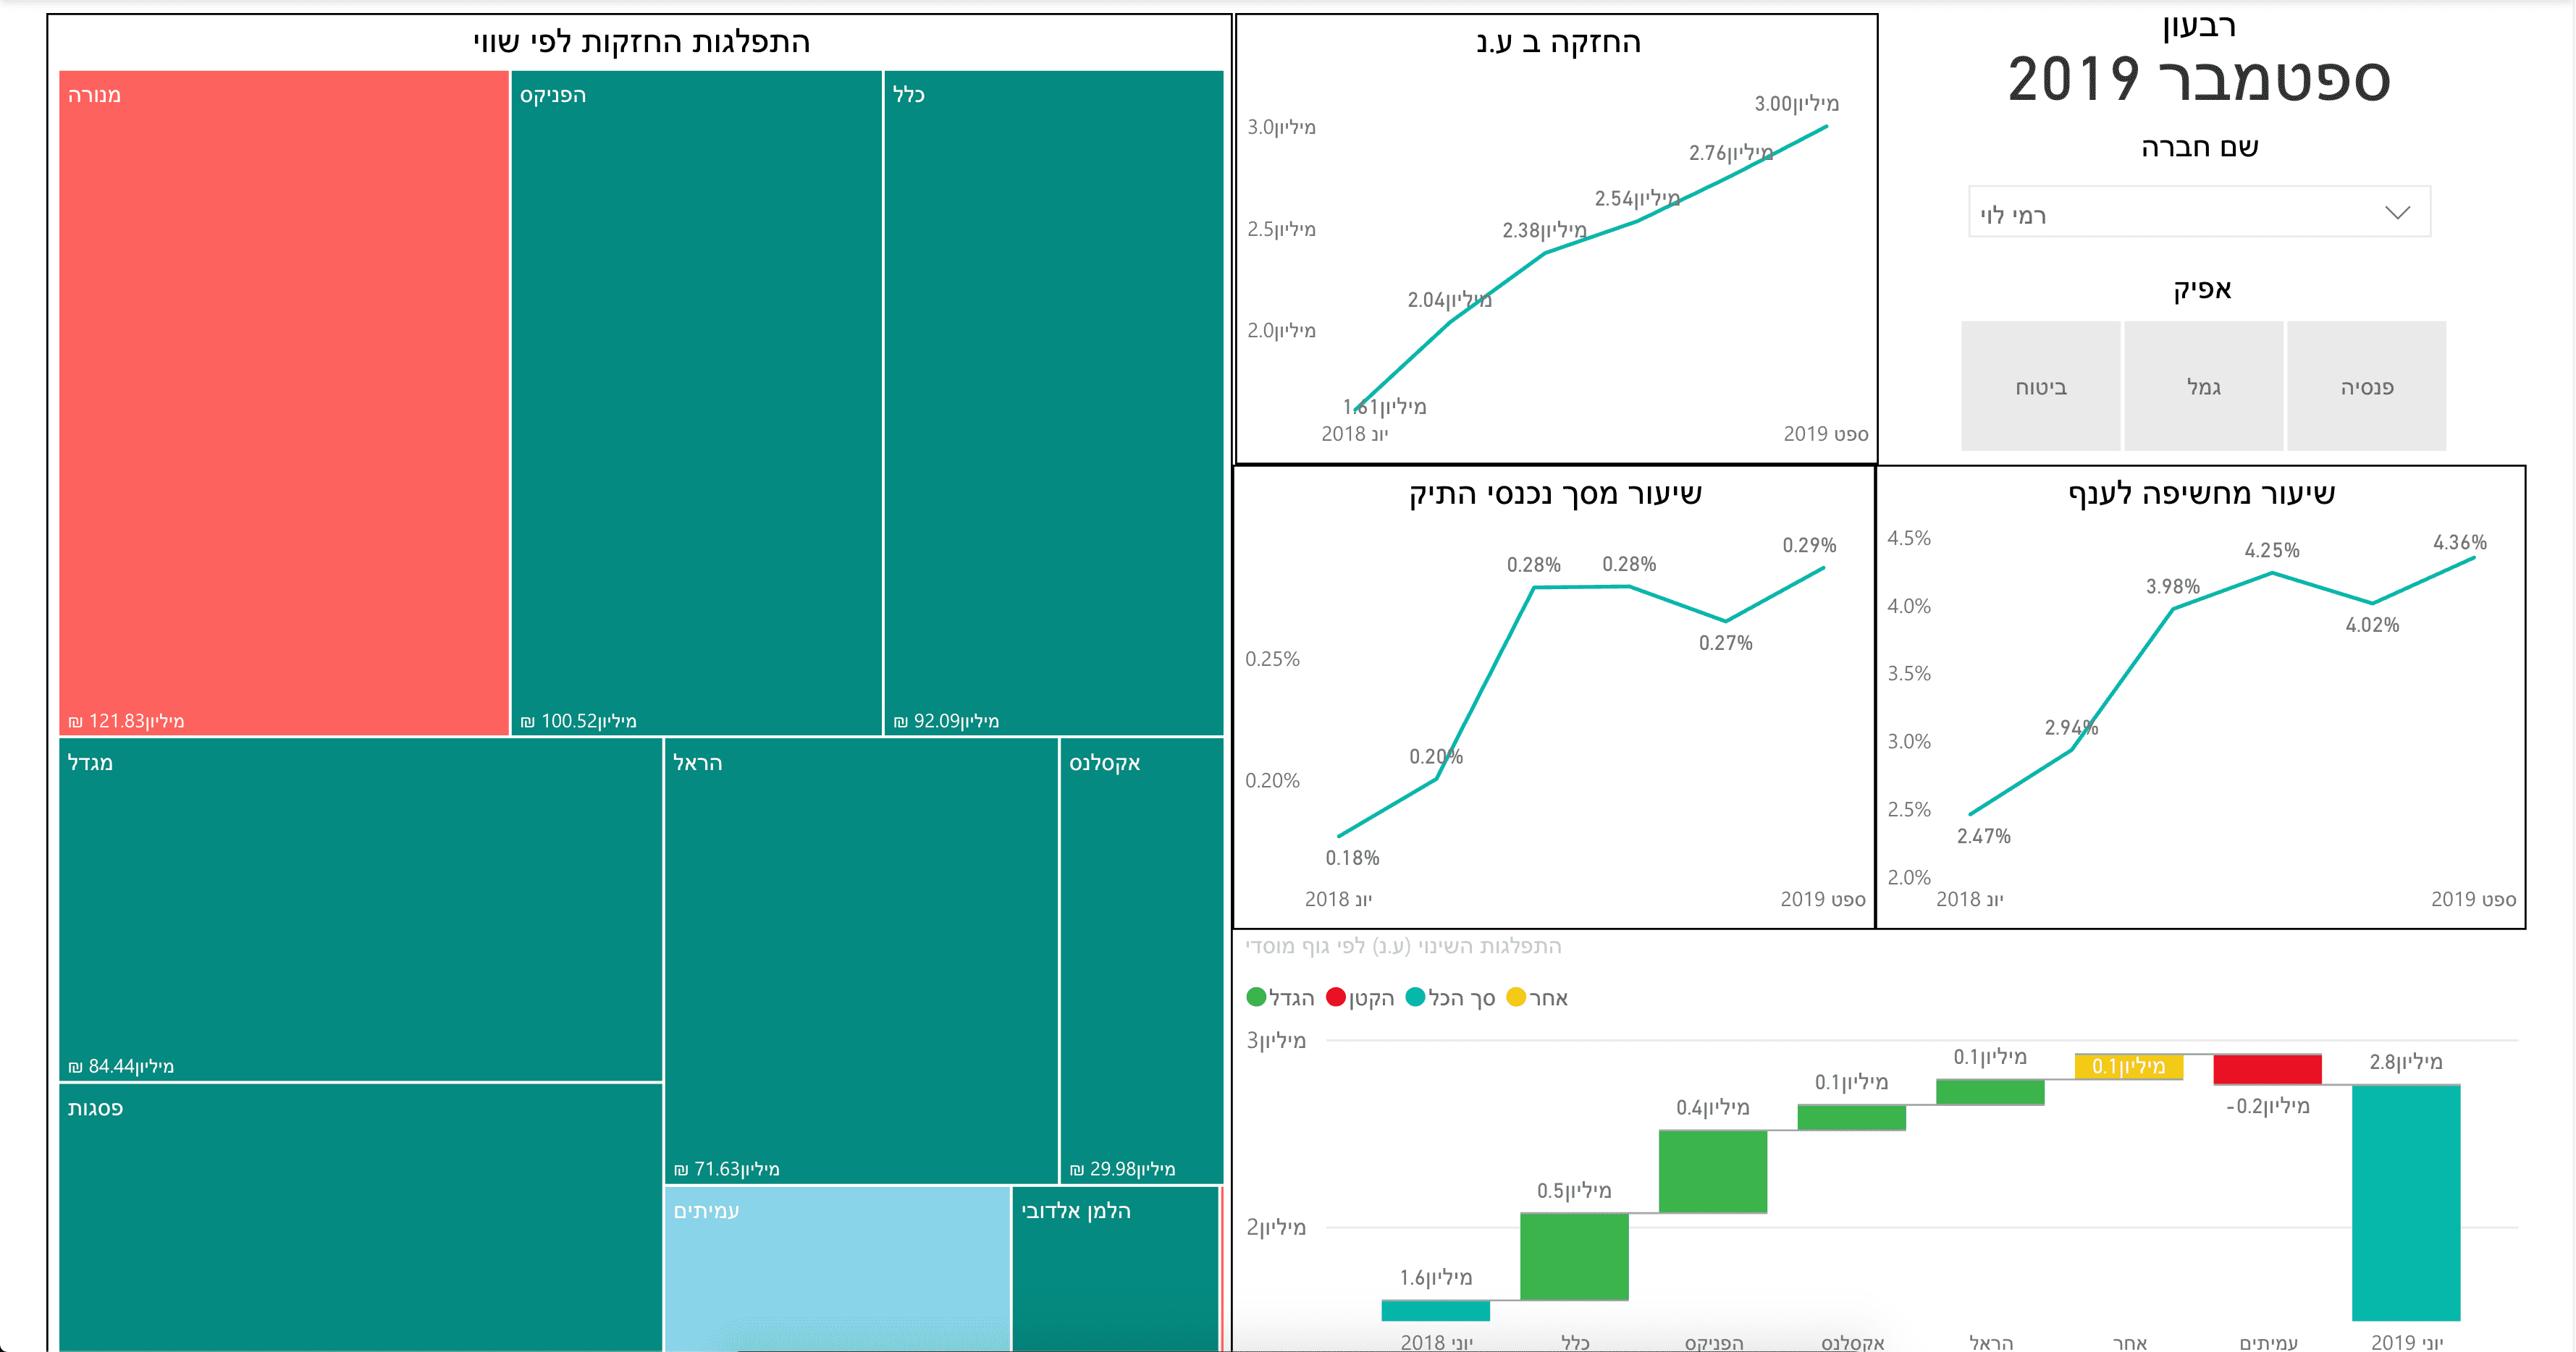 רבעון
ספטמבר 2019
שם חברה
רמי לוי
אפיק
פנסיה
גמל
ביטוח
החזקה ב ע.נ
3.0מיליון
2.5מיליון
2.0מיליון
1.61מיליון
2.04מיליון
2.38מיליון
2.54מיליון
2.76מיליון
3.00מיליון
יונ 2018
ספט 2019
התפלגות החזקות לפי שווי
מנורה
₪ 121.83מיליון
הפניקס
₪ 100.52מיליון
כלל
₪ 92.09מיליון
מגדל
₪ 84.44מיליון
הראל
₪ 71.63מיליון
אקסלנס
₪ 29.98מיליון
פסגות
עמיתים
הלמן אלדובי
שיעור מחשיפה לענף
4.5%
4.0%
3.5%
3.0%
2.5%
2.0%
2.47%
2.94%
3.98%
4.25%
4.02%
4.36%
יונ 2018
ספט 2019
שיעור מסך נכנסי התיק
0.25%
0.20%
0.18%
0.20%
0.28%
0.28%
0.27%
0.29%
יונ 2018
ספט 2019
התפלגות השינוי (ע.נ) לפי גוף מוסדי
הגדל
הקטן
סך הכל
אחר
3מיליון
2מיליון
1.6מיליון
0.5מיליון
0.4מיליון
0.1מיליון
0.1מיליון
0.1מיליון
-0.2מיליון
2.8מיליון
יוני 2018
כלל
הפניקס
אקסלנס
הראל
אחר
עמיתים
יוני 2019